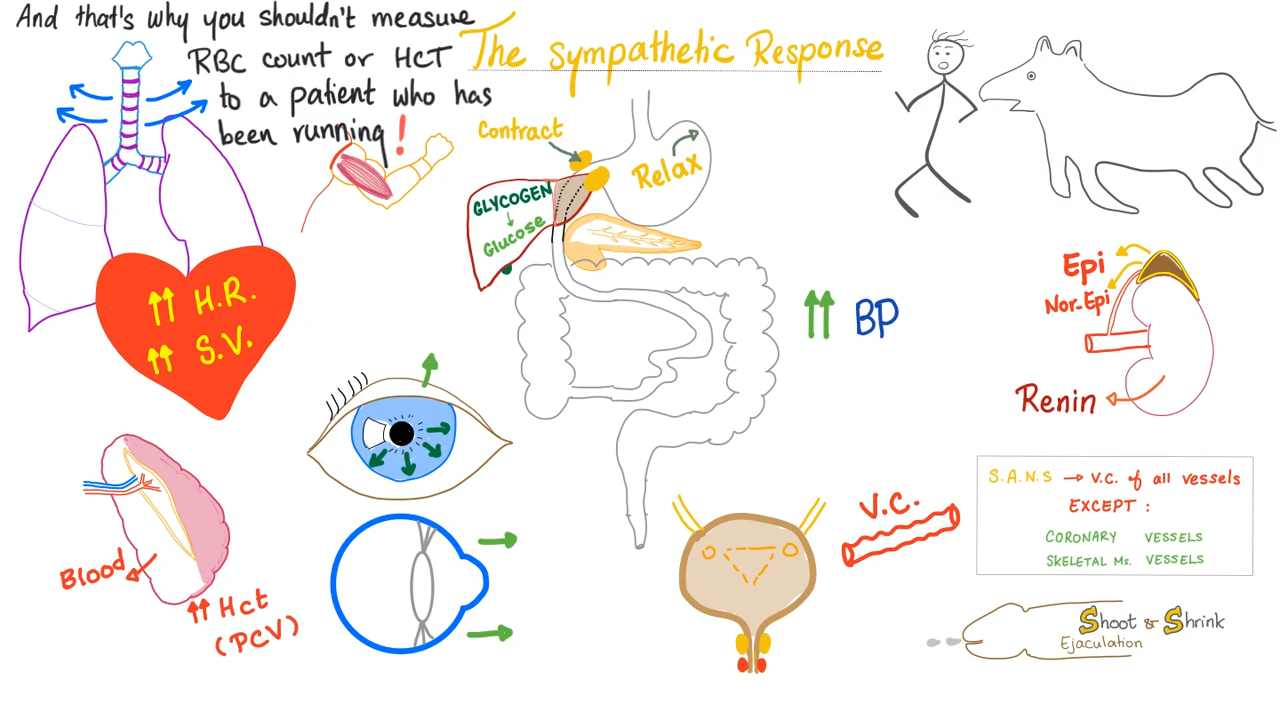 And that's why you shouldn't measure
RBC count or HCT
to a patient who has
been running!
The Sympathetic Response
Contract
Relax
GLYCOGEN
Glucose
H.R.
S.V.
BP
Epi
Nor-Epi
Renin
Blood
Hct
(PCV)
V.C.
S.A.N.S → V.C. of all vessels
EXCEPT :
CORONARY VESSELS
SKELETAL Ms. VESSELS
Shoot & Shrink
Ejaculation